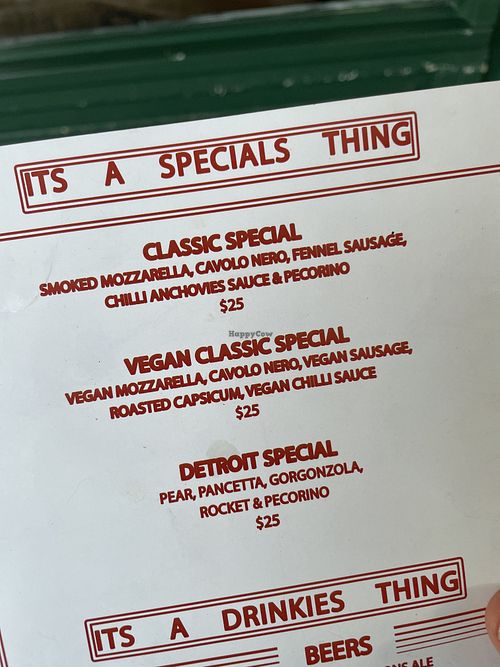 ITS A SPECIALS THING
CLASSIC SPECIAL
SMOKED MOZZARELLA, CAVOLO NERO, FENNEL SAUSAGE,
CHILLI ANCHOVIES SAUCE & PECORINO
$25
HappyCow
VEGAN CLASSIC SPECIAL
VEGAN MOZZARELLA, CAVOLO NERO, VEGAN SAUSAGE,
ROASTED CAPSICUM, VEGAN CHILLI SAUCE
$25
DETROIT SPECIAL
PEAR, PANCETTA, GORGONZOLA,
ROCKET & PECORINO
$25
ITS A DRINKIES THING
BEERS
ALE